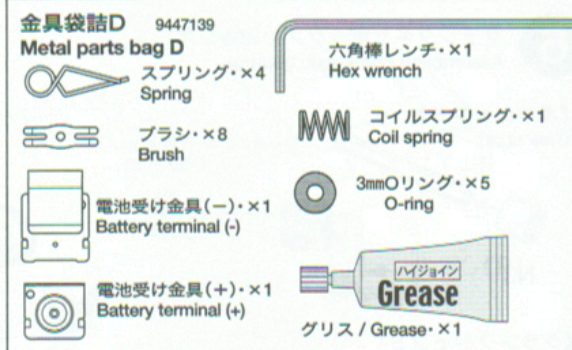 金具袋詰D 9447139
Metal parts bag D
スプリング･×4
Spring
ブラシ･×8
Brush
電池受け金具(−)･×1
Battery terminal (-)
電池受け金具(+)･×1
Battery terminal (+)
六角棒レンチ･×1
Hex wrench
コイルスプリング･×1
Coil spring
3mmOリング･×5
O-ring
ハイジョイン
Grease
グリス / Grease･×1